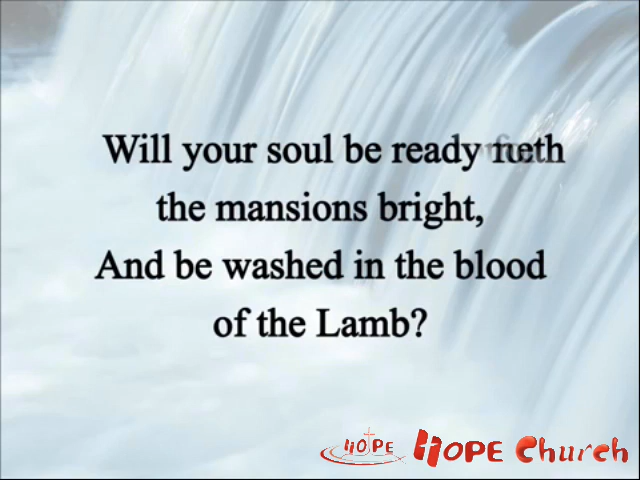 Will your soul be ready
the mansions bright,
And be washed in the blood
of the Lamb?
HOPE
HOPE Church